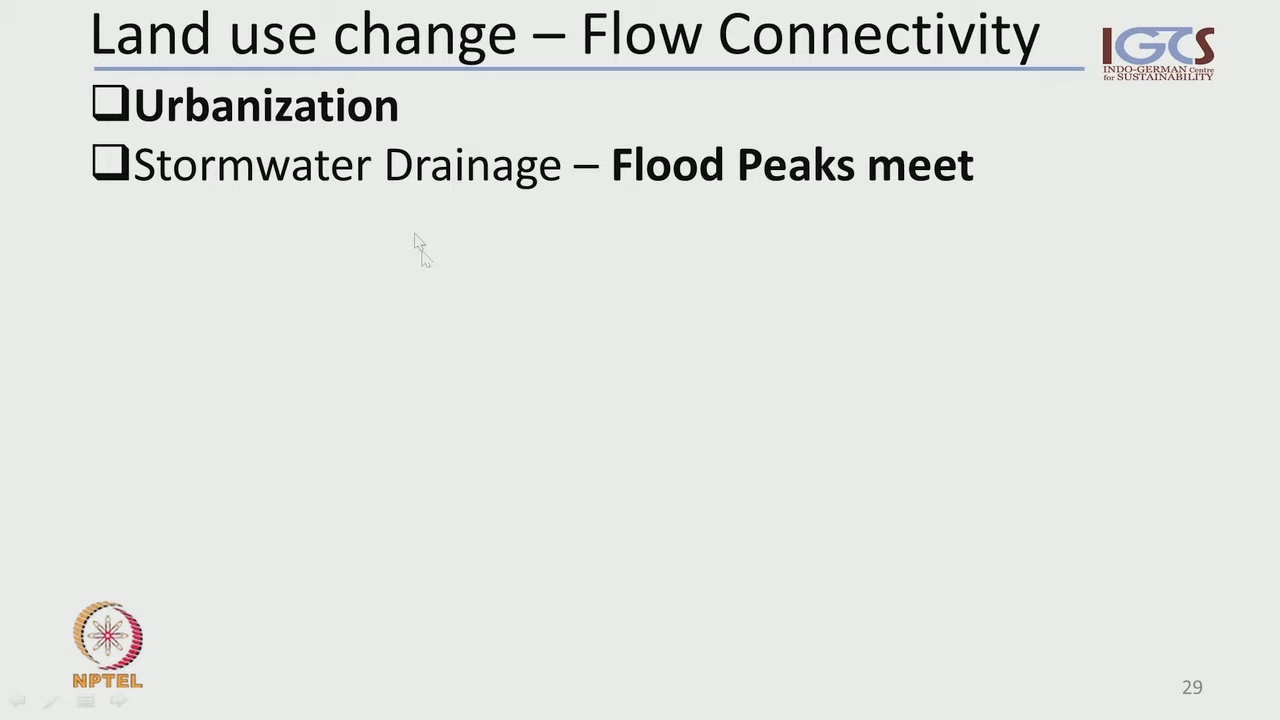 Land use change – Flow Connectivity
IGCS
INDO-GERMAN Centre
for SUSTAINABILITY
Urbanization
Stormwater Drainage – Flood Peaks meet
NPTEL
29